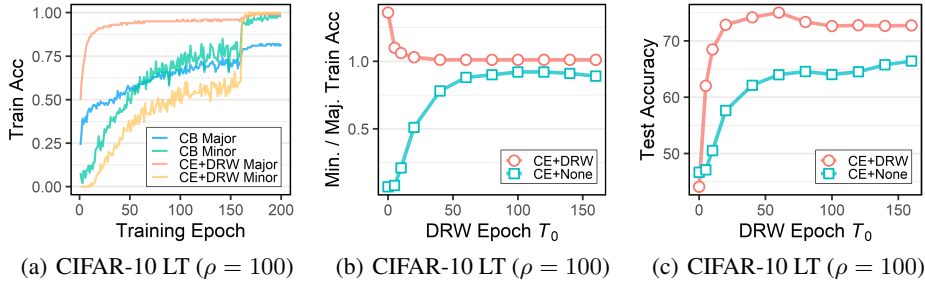 1.00
0.75
0.50
0.25
0.00
Train Acc
0 50 100 150 200
Training Epoch
CB Major
CB Minor
CE+DRW Major
CE+DRW Minor
(a) CIFAR-10 LT (ρ = 100)
1.0
0.5
Min. / Maj. Train Acc
0 50 100 150
DRW Epoch T0
CE+DRW
CE+None
(b) CIFAR-10 LT (ρ = 100)
70
60
50
Test Accuracy
0 50 100 150
DRW Epoch T0
CE+DRW
CE+None
(c) CIFAR-10 LT (ρ = 100)